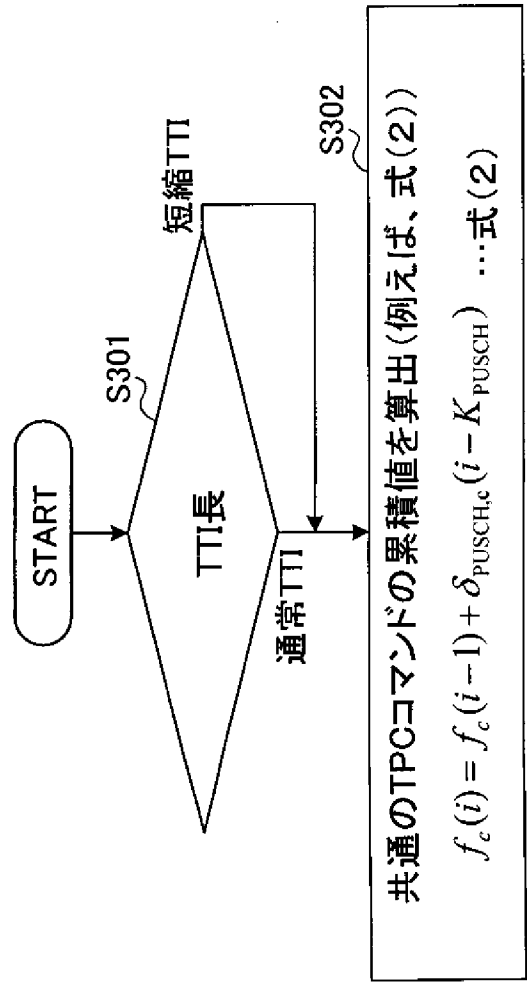 START
S301
TTI長
短縮TTI
通常TTI
S302
共通のTPCコマンドの累積値を算出(例えば、式(2))
f_c(i) = f_c(i−1) + δ_PUSCH,c(i − K_PUSCH) …式(2)